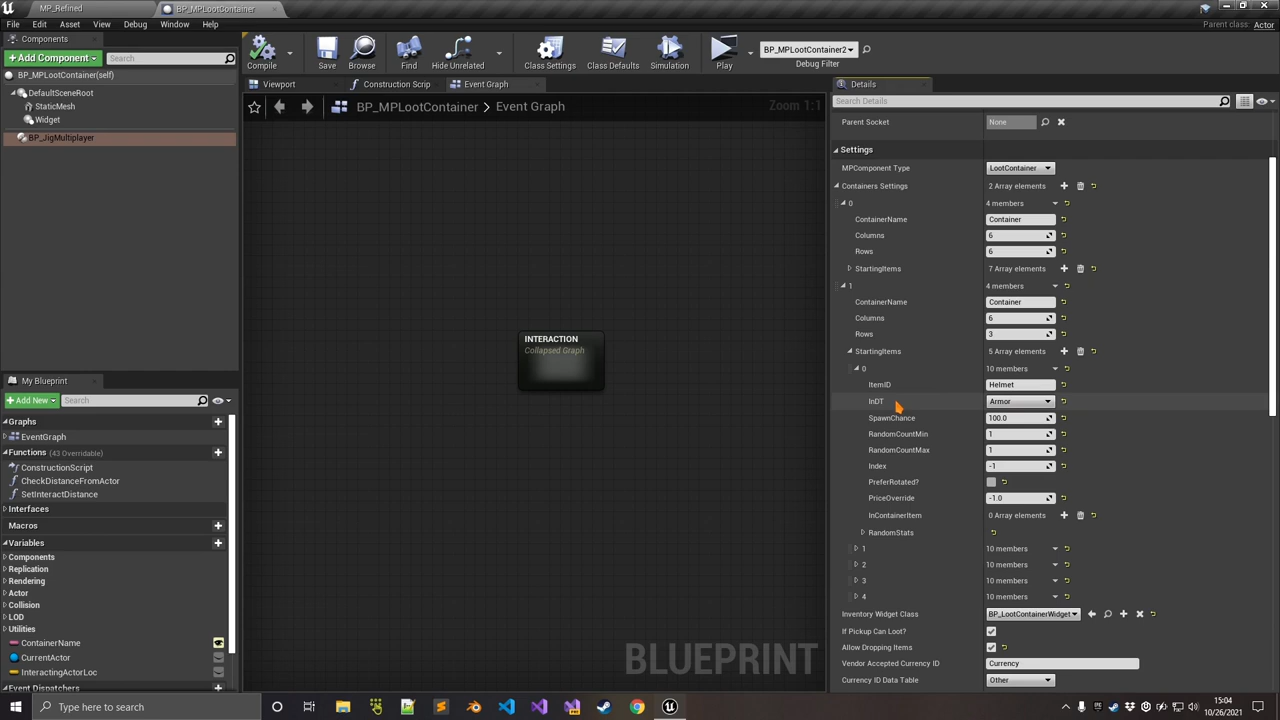 MP_Refined
BP_MPLootContainer
File Edit Asset View Debug Window Help
Parent class: Actor
Components
+ Add Component
Search
BP_MPLootContainer(self)
DefaultSceneRoot
StaticMesh
Widget
BP_JigMultiplayer
Compile
Save
Browse
Find
Hide Unrelated
Class Settings
Class Defaults
Simulation
Play
BP_MPLootContainer2
Debug Filter
Viewport
Construction Scrip
Event Graph
BP_MPLootContainer > Event Graph
Zoom 1:1
INTERACTION
Collapsed Graph
BLUEPRINT
My Blueprint
+ Add New
Search
Graphs
EventGraph
Functions (43 Overridable)
ConstructionScript
CheckDistanceFromActor
SetInteractDistance
Interfaces
Macros
Variables
Components
Replication
Rendering
Actor
Collision
LOD
Utilities
ContainerName
CurrentActor
InteractingActorLoc
Event Dispatchers
Details
Search Details
Parent Socket None
Settings
MPComponent Type LootContainer
Containers Settings 2 Array elements
0 4 members
ContainerName Container
Columns 6
Rows 6
StartingItems 7 Array elements
1 4 members
ContainerName Container
Columns 6
Rows 3
StartingItems 5 Array elements
0 10 members
ItemID Helmet
InDT Armor
SpawnChance 100.0
RandomCountMin 1
RandomCountMax 1
Index -1
PreferRotated?
PriceOverride -1.0
InContainerItem 0 Array elements
RandomStats
1 10 members
2 10 members
3 10 members
4 10 members
Inventory Widget Class BP_LootContainerWidget
If Pickup Can Loot?
Allow Dropping Items
Vendor Accepted Currency ID Currency
Currency ID Data Table Other
Type here to search
15:04
10/26/2021